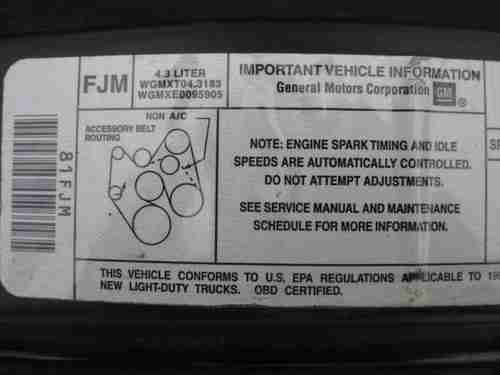 FJM
4.3 LITER
WGMXT04.3183
WGMXE0095905
IMPORTANT VEHICLE INFORMATION
General Motors Corporation GM
ACCESSORY BELT
ROUTING
NON A/C
81FJM
NOTE: ENGINE SPARK TIMING AND IDLE
SPEEDS ARE AUTOMATICALLY CONTROLLED.
DO NOT ATTEMPT ADJUSTMENTS.
SEE SERVICE MANUAL AND MAINTENANCE
SCHEDULE FOR MORE INFORMATION.
THIS VEHICLE CONFORMS TO U.S. EPA REGULATIONS APPLICABLE TO
NEW LIGHT-DUTY TRUCKS. OBD CERTIFIED.